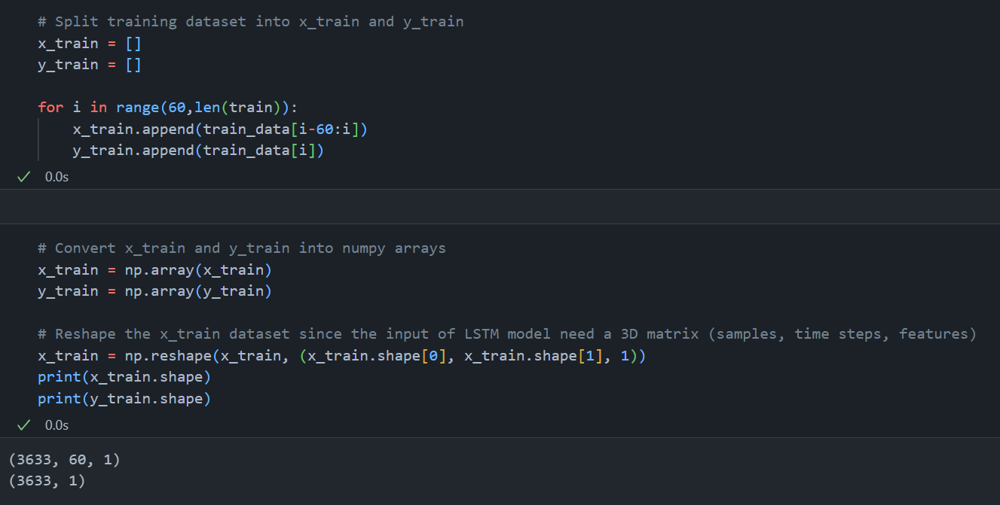 # Split training dataset into x_train and y_train
x_train = []
y_train = []
for i in range(60,len(train)):
    x_train.append(train_data[i-60:i])
    y_train.append(train_data[i])
✓ 0.0s
# Convert x_train and y_train into numpy arrays
x_train = np.array(x_train)
y_train = np.array(y_train)
# Reshape the x_train dataset since the input of LSTM model need a 3D matrix (samples, time steps, features)
x_train = np.reshape(x_train, (x_train.shape[0], x_train.shape[1], 1))
print(x_train.shape)
print(y_train.shape)
✓ 0.0s
(3633, 60, 1)
(3633, 1)